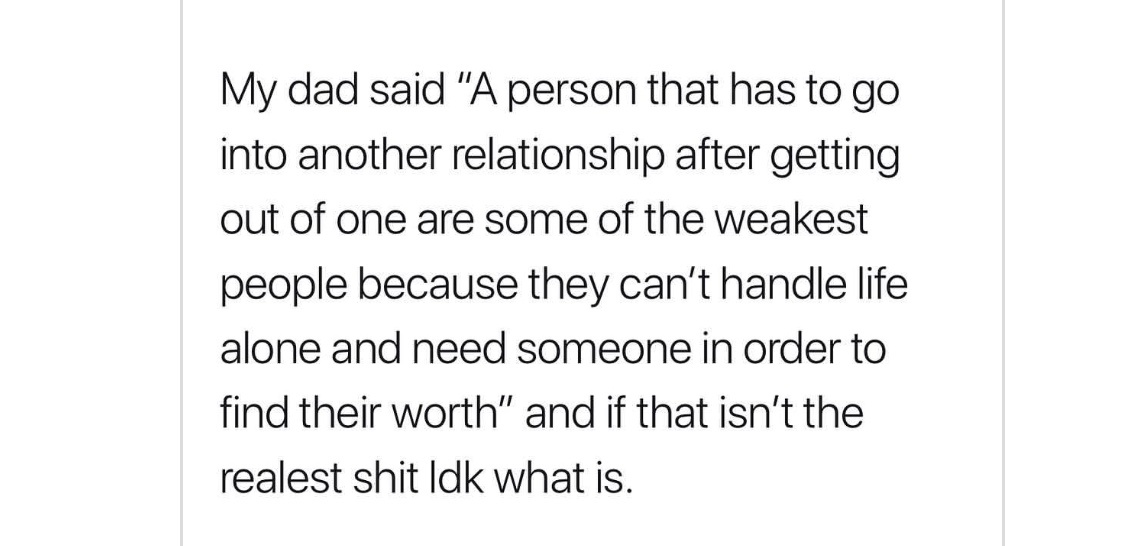 My dad said "A person that has to go
into another relationship after getting
out of one are some of the weakest
people because they can't handle life
alone and need someone in order to
find their worth" and if that isn't the
realest shit Idk what is.